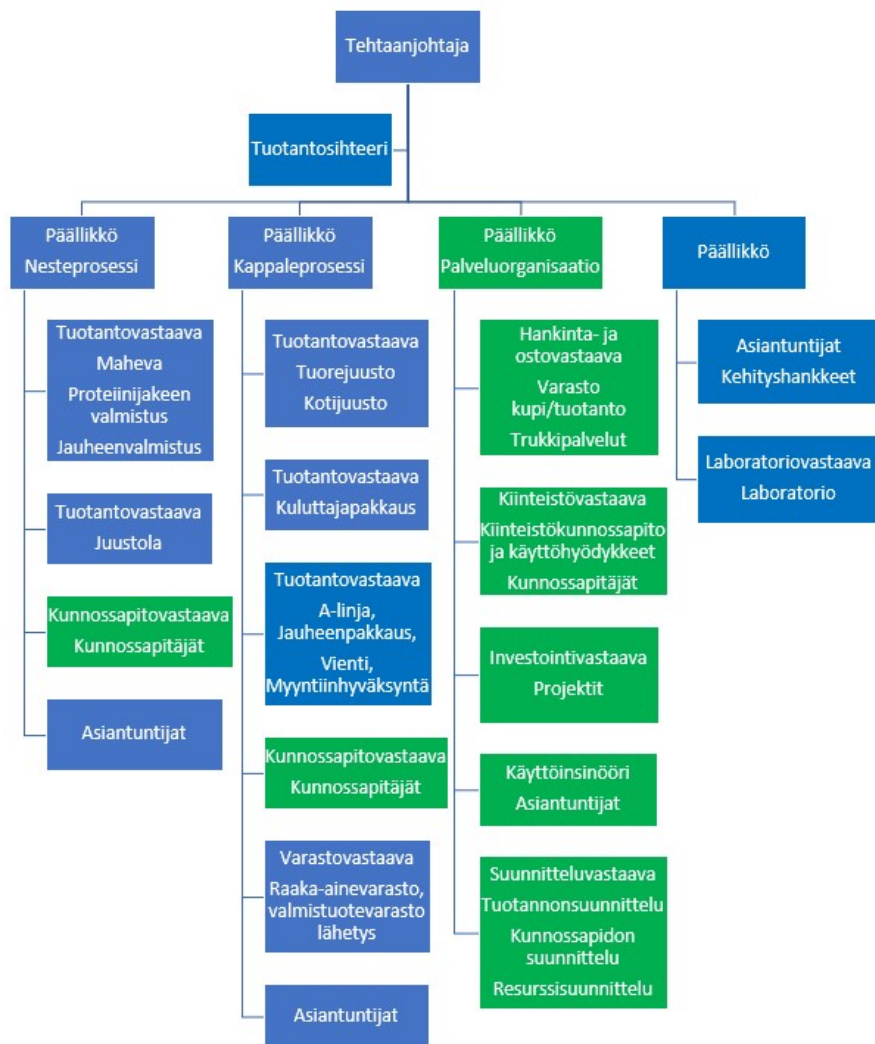 Tehtaanjohtaja
Tuotantosihteeri
Päällikkö
Nesteprosessi
Tuotantovastaava
Maheva
Proteiinijakeen
valmistus
Jauheenvalmistus
Tuotantovastaava
Juustola
Kunnossapitovastaava
Kunnossapitäjät
Asiantuntijat
Päällikkö
Kappaleprosessi
Tuotantovastaava
Tuorejuusto
Kotijuusto
Tuotantovastaava
Kuluttajapakkaus
Tuotantovastaava
A-linja,
Jauheenpakkaus,
Vienti,
Myyntiinhyväksyntä
Kunnossapitovastaava
Kunnossapitäjät
Varastovastaava
Raaka-ainevarasto,
valmistuotevarasto
lähetys
Asiantuntijat
Päällikkö
Palveluorganisaatio
Hankinta- ja
ostovastaava
Varasto
kupi/tuotanto
Trukkipalvelut
Kiinteistövastaava
Kiinteistökunnossapito
ja käyttöhyödykkeet
Kunnossapitäjät
Investointivastaava
Projektit
Käyttöinsinööri
Asiantuntijat
Suunnitteluvastaava
Tuotannonsuunnittelu
Kunnossapidon
suunnittelu
Resurssisuunnittelu
Päällikkö
Asiantuntijat
Kehityshankkeet
Laboratoriovastaava
Laboratorio